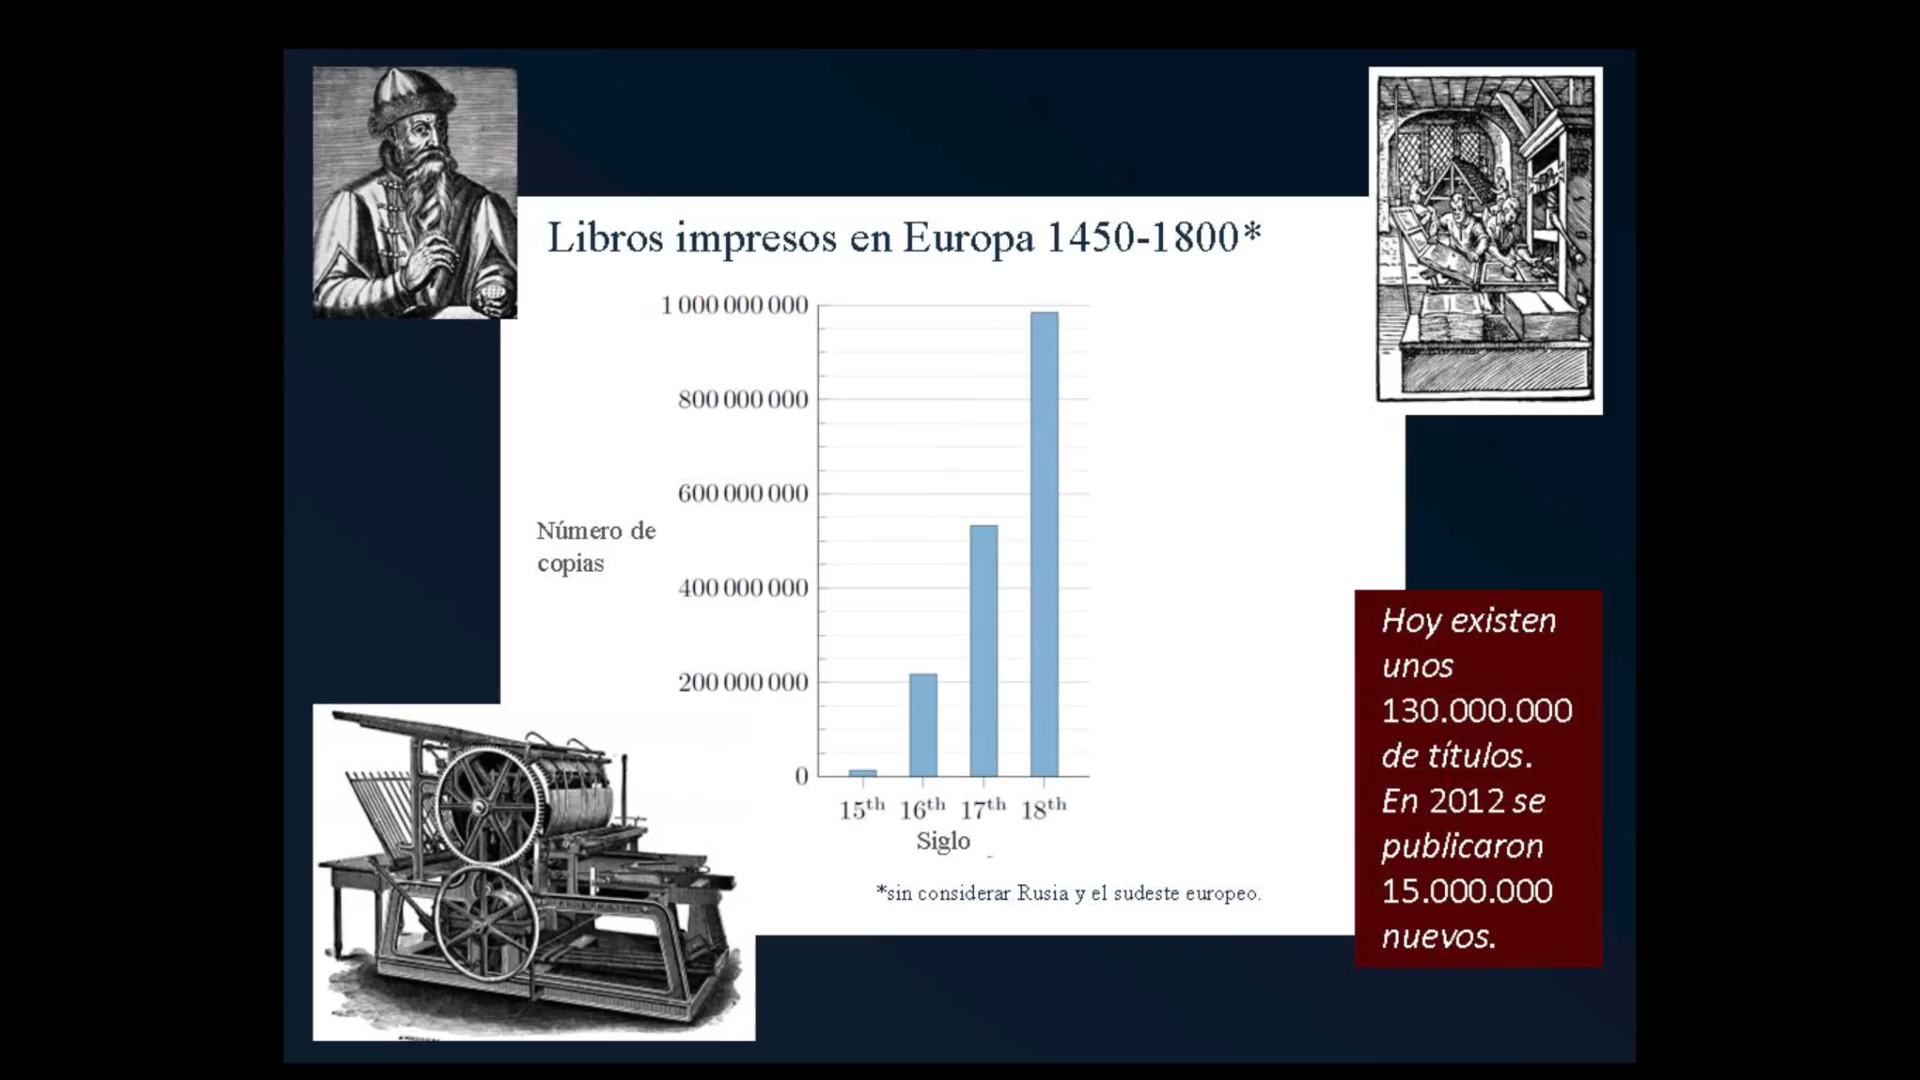 Libros impresos en Europa 1450-1800*
1 000 000 000
800 000 000
600 000 000
Número de
copias
400 000 000
200 000 000
0
15th 16th 17th 18th
Siglo
*sin considerar Rusia y el sudeste europeo.
Hoy existen
unos
130.000.000
de títulos.
En 2012 se
publicaron
15.000.000
nuevos.